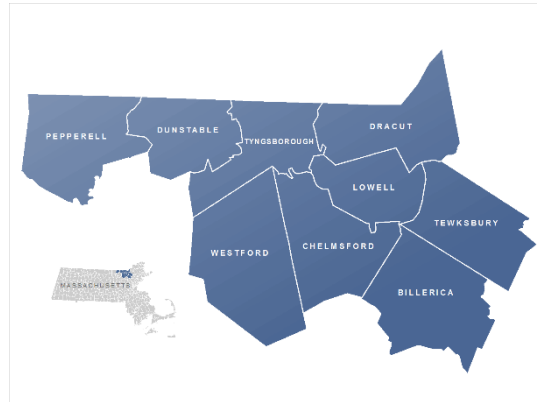 DRACUT
DUNSTABLE
PEPPERELL
TYNGSBOROUGH
LOWELL
TEWKSBURY
WESTFORD
CHELMSFORD
BILLERICA
MASSACHUSETTS